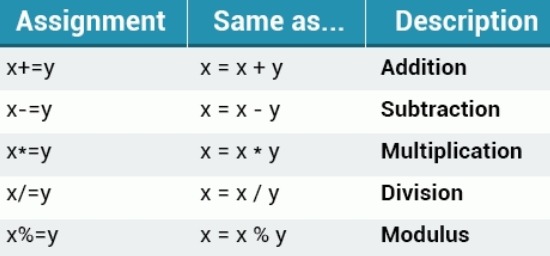 Assignment Same as... Description
x+=y x = x + y Addition
x-=y x = x - y Subtraction
x*=y x = x * y Multiplication
x/=y x = x / y Division
x%=y x = x % y Modulus